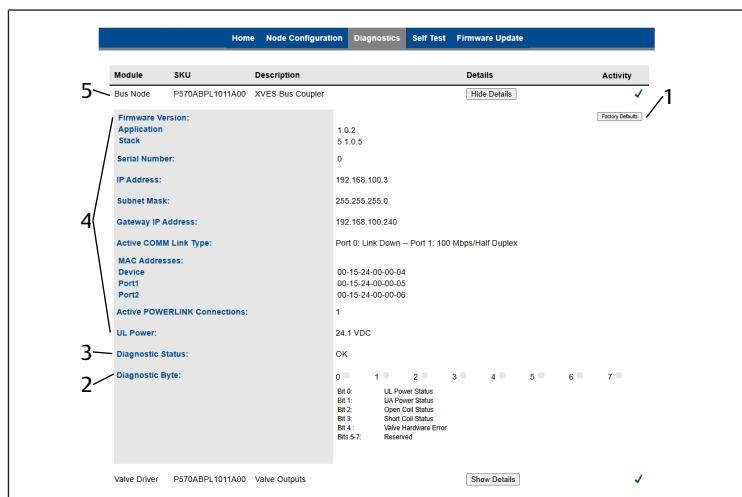 Home Node Configuration Diagnostics Self Test Firmware Update
Module SKU Description Details Activity
5 Bus Node P570ABPL1011A00 XVES Bus Coupler Hide Details ✓
1
Firmware Version: Factory Defaults
Application 1.0.2
Stack 5.1.0.5
Serial Number: 0
IP Address: 192.168.100.3
Subnet Mask: 255.255.255.0
4
Gateway IP Address: 192.168.100.240
Active COMM Link Type: Port 0: Link Down -- Port 1: 100 Mbps/Half Duplex
MAC Addresses:
Device 00-15-24-00-00-04
Port1 00-15-24-00-00-05
Port2 00-15-24-00-00-06
Active POWERLINK Connections: 1
UL Power: 24.1 VDC
3 Diagnostic Status: OK
2 Diagnostic Byte: 0 1 2 3 4 5 6 7
Bit 0: UL Power Status
Bit 1: UA Power Status
Bit 2: Open Coil Status
Bit 3: Short Coil Status
Bit 4 : Valve Hardware Error
Bits 5-7: Reserved
Valve Driver P570ABPL1011A00 Valve Outputs Show Details ✓